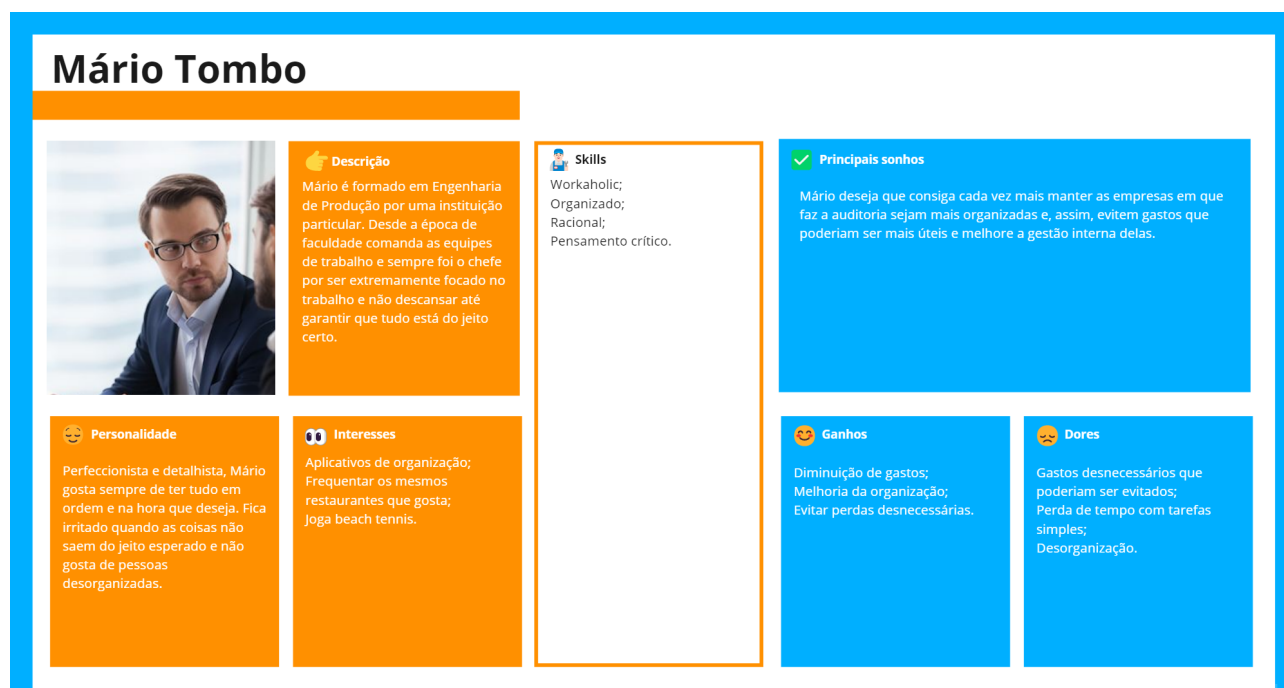 Mário Tombo
Descrição
Mário é formado em Engenharia
de Produção por uma instituição
particular. Desde a época de
faculdade comanda as equipes
de trabalho e sempre foi o chefe
por ser extremamente focado no
trabalho e não descansar até
garantir que tudo está do jeito
certo.
Skills
Workaholic;
Organizado;
Racional;
Pensamento crítico.
Principais sonhos
Mário deseja que consiga cada vez mais manter as empresas em que
faz a auditoria sejam mais organizadas e, assim, evitem gastos que
poderiam ser mais úteis e melhore a gestão interna delas.
Personalidade
Perfeccionista e detalhista, Mário
gosta sempre de ter tudo em
ordem e na hora que deseja. Fica
irritado quando as coisas não
saem do jeito esperado e não
gosta de pessoas
desorganizadas.
Interesses
Aplicativos de organização;
Frequentar os mesmos
restaurantes que gosta;
Joga beach tennis.
Ganhos
Diminuição de gastos;
Melhoria da organização;
Evitar perdas desnecessárias.
Dores
Gastos desnecessários que
poderiam ser evitados;
Perda de tempo com tarefas
simples;
Desorganização.